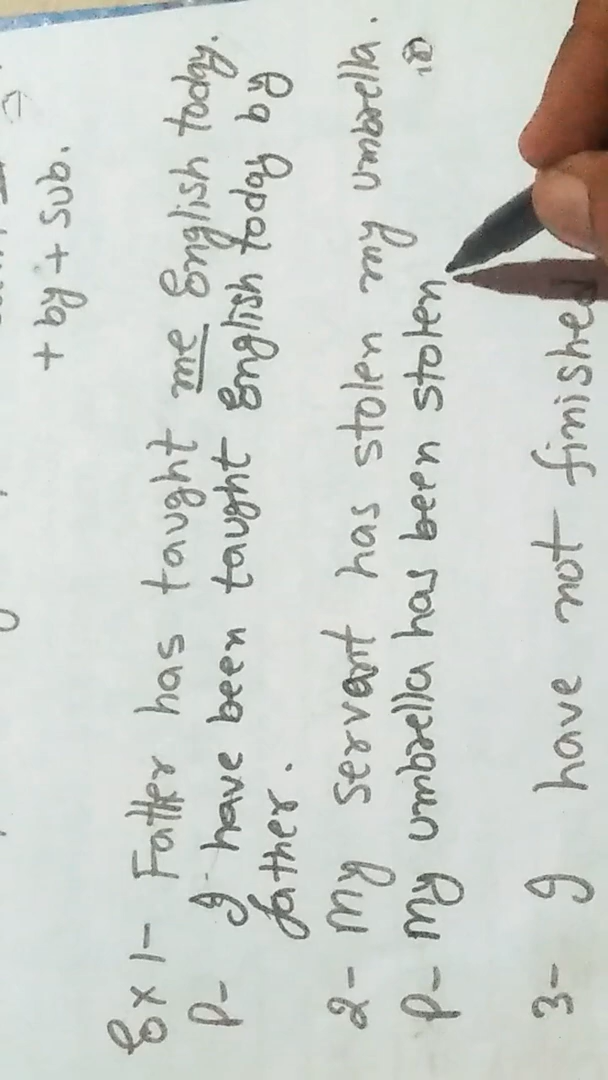 + by + sub.
Ex 1- Father has taught me English today.
P- I have been taught English today by
father.
2- My servant has stolen my umbrella.
P- My umbrella has been stolen
3- I have not finished